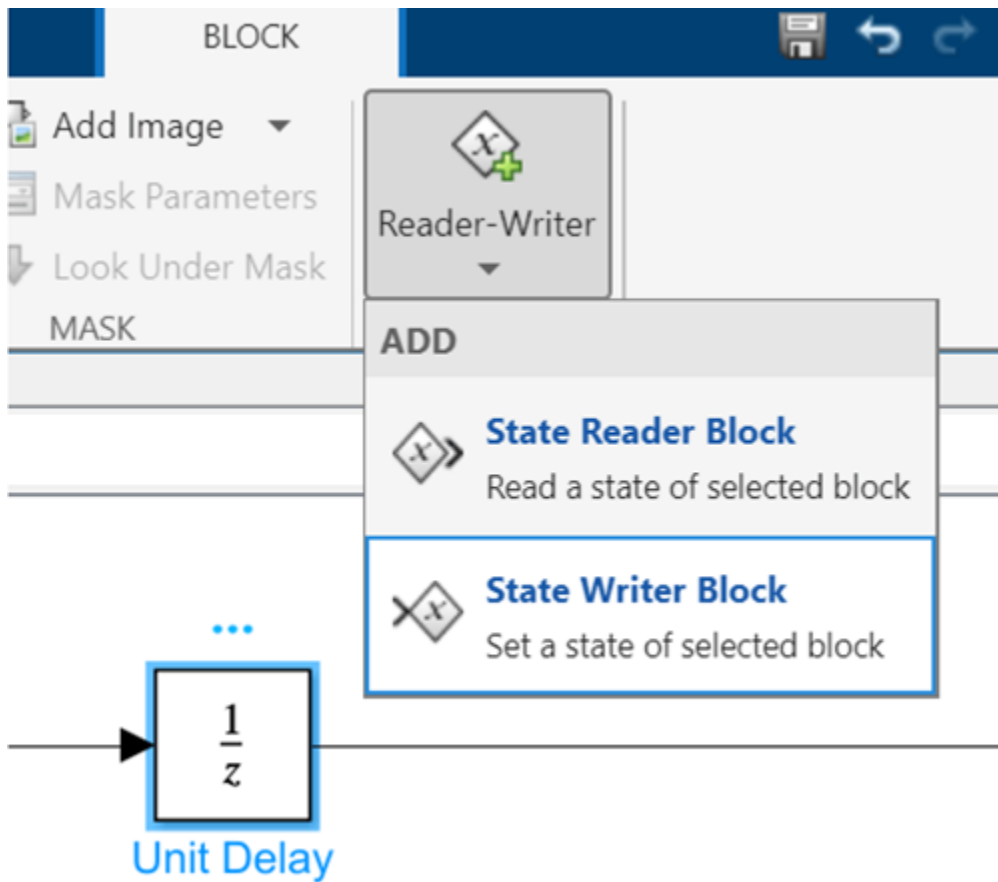 BLOCK
Add Image
Mask Parameters
Look Under Mask
MASK
x
Reader-Writer
ADD
x
State Reader Block
Read a state of selected block
x
State Writer Block
Set a state of selected block
...
1
z
Unit Delay